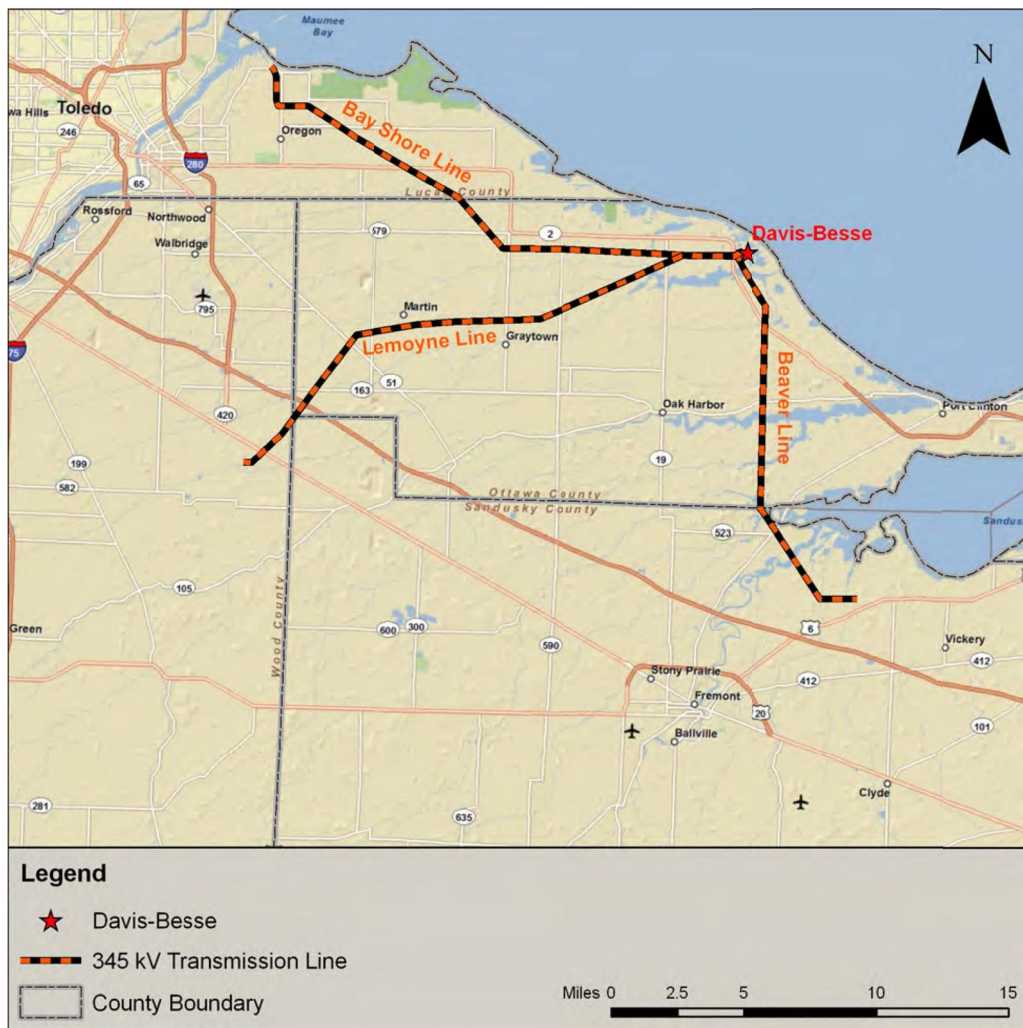 Maumee
Bay
N
Toledo
wa Hills
246
Oregon
Bay Shore Line
280
65
Lucas County
Rossford
Northwood
579
2
Davis-Besse
Walbridge
795
Martin
Lemoyne Line
Graytown
75
51
163
Beaver Line
420
Oak Harbor
Port Clinton
199
19
582
Ottawa County
Sandusky County
523
Sandus
105
Wood County
Green
600
300
590
6
Vickery
412
Stony Prairie
412
Fremont
20
101
Ballville
Clyde
281
635
Legend
Davis-Besse
345 kV Transmission Line
County Boundary
Miles 0 2.5 5 10 15